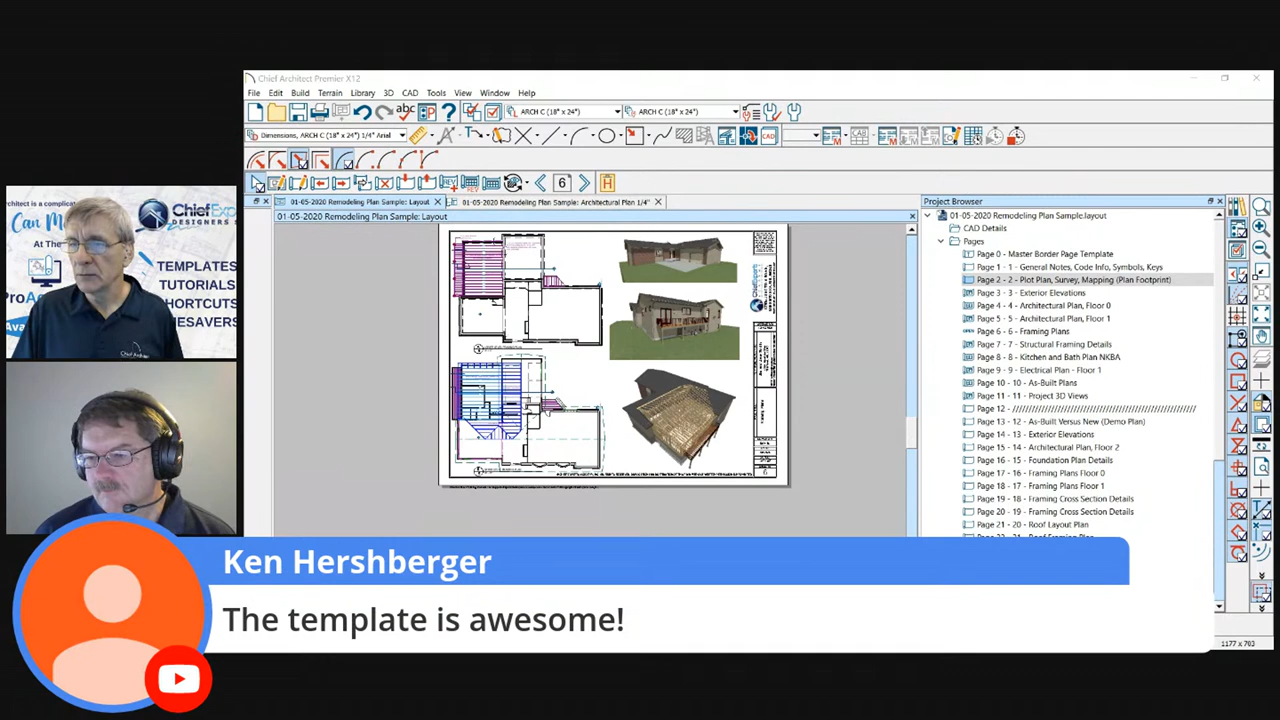 Chief Architect Premier X12
File Edit Build Terrain Library 3D CAD Tools View Window Help
ARCH C (18" x 24") ARCH C (18" x 24")
Dimensions, ARCH C (18" x 24") 1/4" Arial
6
01-05-2020 Remodeling Plan Sample: Layout 01-05-2020 Remodeling Plan Sample: Architectural Plan 1/4"
01-05-2020 Remodeling Plan Sample: Layout
Project Browser
01-05-2020 Remodeling Plan Sample.layout
CAD Details
Pages
Page 0 - Master Border Page Template
Page 1 - 1 - General Notes, Code Info, Symbols, Keys
Page 2 - 2 - Plot Plan, Survey, Mapping (Plan Footprint)
Page 3 - 3 - Exterior Elevations
Page 4 - 4 - Architectural Plan, Floor 0
Page 5 - 5 - Architectural Plan, Floor 1
Page 6 - 6 - Framing Plans
Page 7 - 7 - Structural Framing Details
Page 8 - 8 - Kitchen and Bath Plan NKBA
Page 9 - 9 - Electrical Plan - Floor 1
Page 10 - 10 - As-Built Plans
Page 11 - 11 - Project 3D Views
Page 13 - 12 - As-Built Versus New (Demo Plan)
Page 14 - 13 - Exterior Elevations
Page 15 - 14 - Architectural Plan, Floor 2
Page 16 - 15 - Foundation Plan Details
Page 17 - 16 - Framing Plans Floor 0
Page 18 - 17 - Framing Plans Floor 1
Page 19 - 18 - Framing Cross Section Details
Page 20 - 19 - Framing Cross Section Details
Page 21 - 20 - Roof Layout Plan
1177 x 703
At The
TEMPLATES
TUTORIALS
Ken Hershberger
The template is awesome!